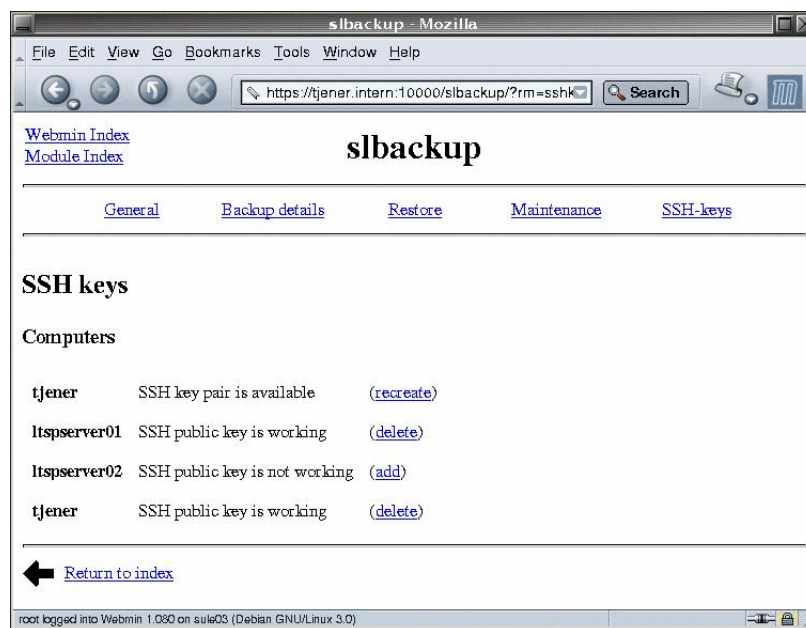 slbackup - Mozilla
File Edit View Go Bookmarks Tools Window Help
https://tjener.intern:10000/slbackup/?rm=sshk Search
Webmin Index
Module Index
slbackup
General Backup details Restore Maintenance SSH-keys
SSH keys
Computers
tjener SSH key pair is available (recreate)
ltspserver01 SSH public key is working (delete)
ltspserver02 SSH public key is not working (add)
tjener SSH public key is working (delete)
Return to index
root logged into Webmin 1.080 on sule03 (Debian GNU/Linux 3.0)